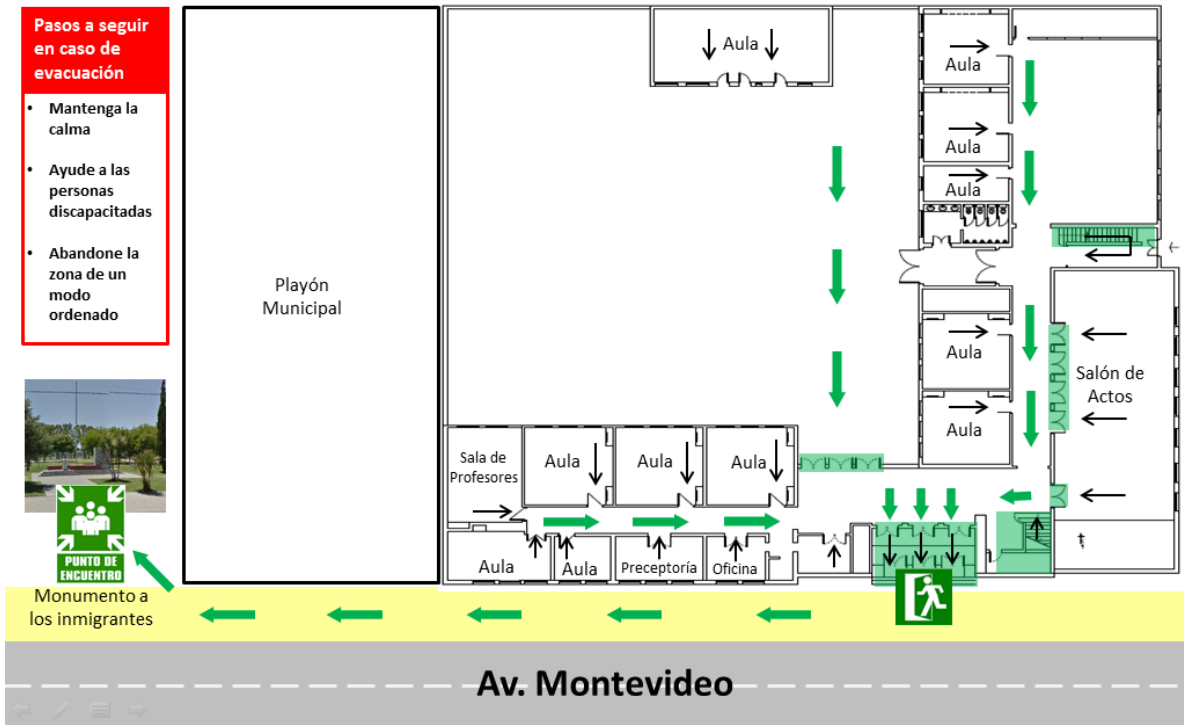 Pasos a seguir
en caso de
evacuación
• Mantenga la
calma
• Ayude a las
personas
discapacitadas
• Abandone la
zona de un
modo
ordenado
PUNTO DE
ENCUENTRO
Monumento a
los inmigrantes
Playón
Municipal
Aula
Aula
Aula
Aula
Aula
Aula
Salón de
Actos
Sala de
Profesores
Aula
Aula
Aula
Aula
Aula
Preceptoría
Oficina
Av. Montevideo